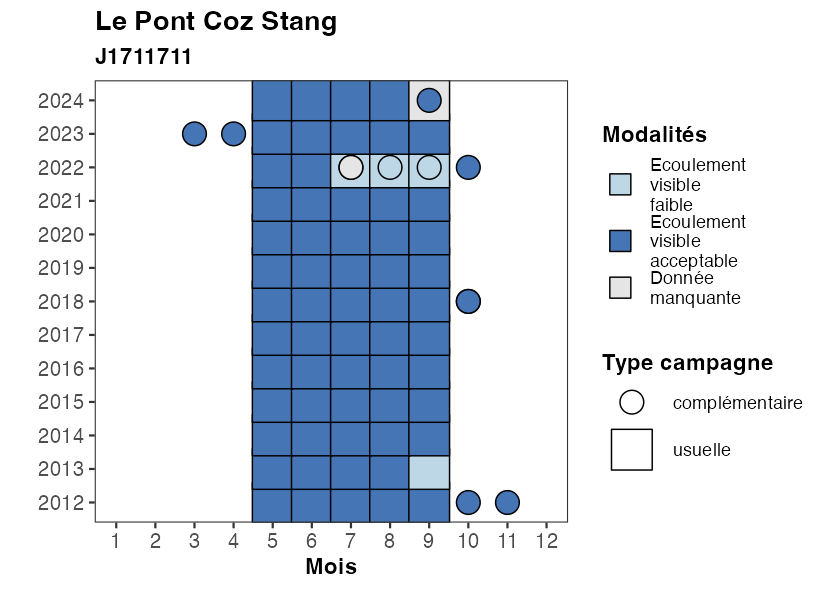 Le Pont Coz Stang
J1711711
2024
2023
2022
2021
2020
2019
2018
2017
2016
2015
2014
2013
2012
1 2 3 4 5 6 7 8 9 10 11 12
Mois
Modalités
Ecoulement
visible
faible
Ecoulement
visible
acceptable
Donnée
manquante
Type campagne
complémentaire
usuelle